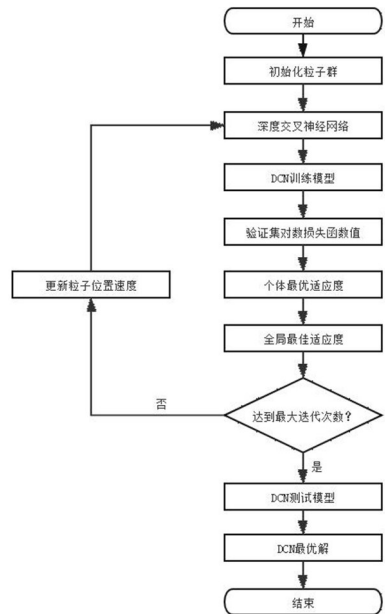 开始
初始化粒子群
深度交叉神经网络
DCN训练模型
验证集对数损失函数值
更新粒子位置速度
个体最优适应度
全局最佳适应度
否
达到最大迭代次数?
是
DCN测试模型
DCN最优解
结束